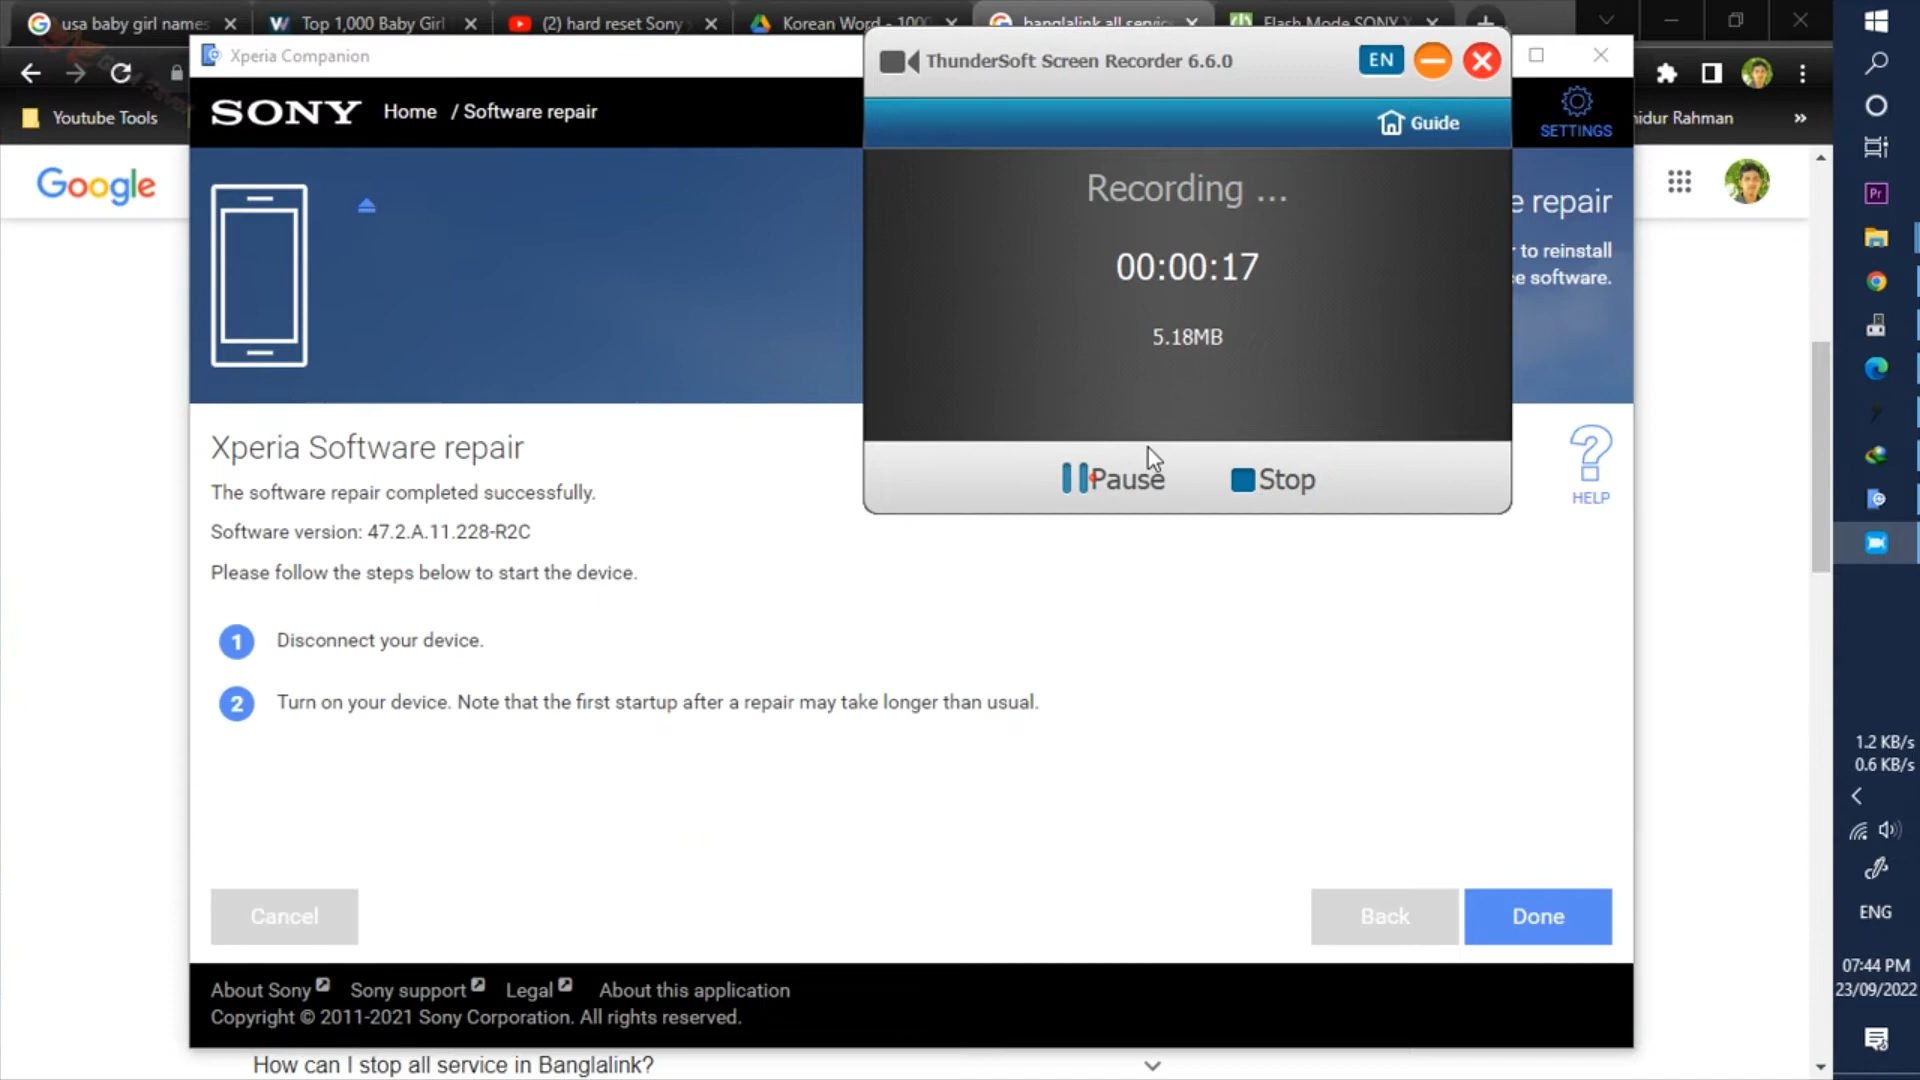 usa baby girl names
Top 1,000 Baby Girl
(2) hard reset Sony
Korean Word - 1000
banglalink all service
Flash Mode SONY X
Xperia Companion
ThunderSoft Screen Recorder 6.6.0
EN
Youtube Tools
SONY
Home / Software repair
Guide
SETTINGS
idur Rahman
»
Google
Recording ...
00:00:17
5.18MB
Pause
Stop
e repair
to reinstall
e software.
Xperia Software repair
The software repair completed successfully.
Software version: 47.2.A.11.228-R2C
Please follow the steps below to start the device.
HELP
1 Disconnect your device.
2 Turn on your device. Note that the first startup after a repair may take longer than usual.
Cancel
Back
Done
About Sony Sony support Legal About this application
Copyright © 2011-2021 Sony Corporation. All rights reserved.
How can I stop all service in Banglalink?
Pr
1.2 KB/s
0.6 KB/s
ENG
07:44 PM
23/09/2022